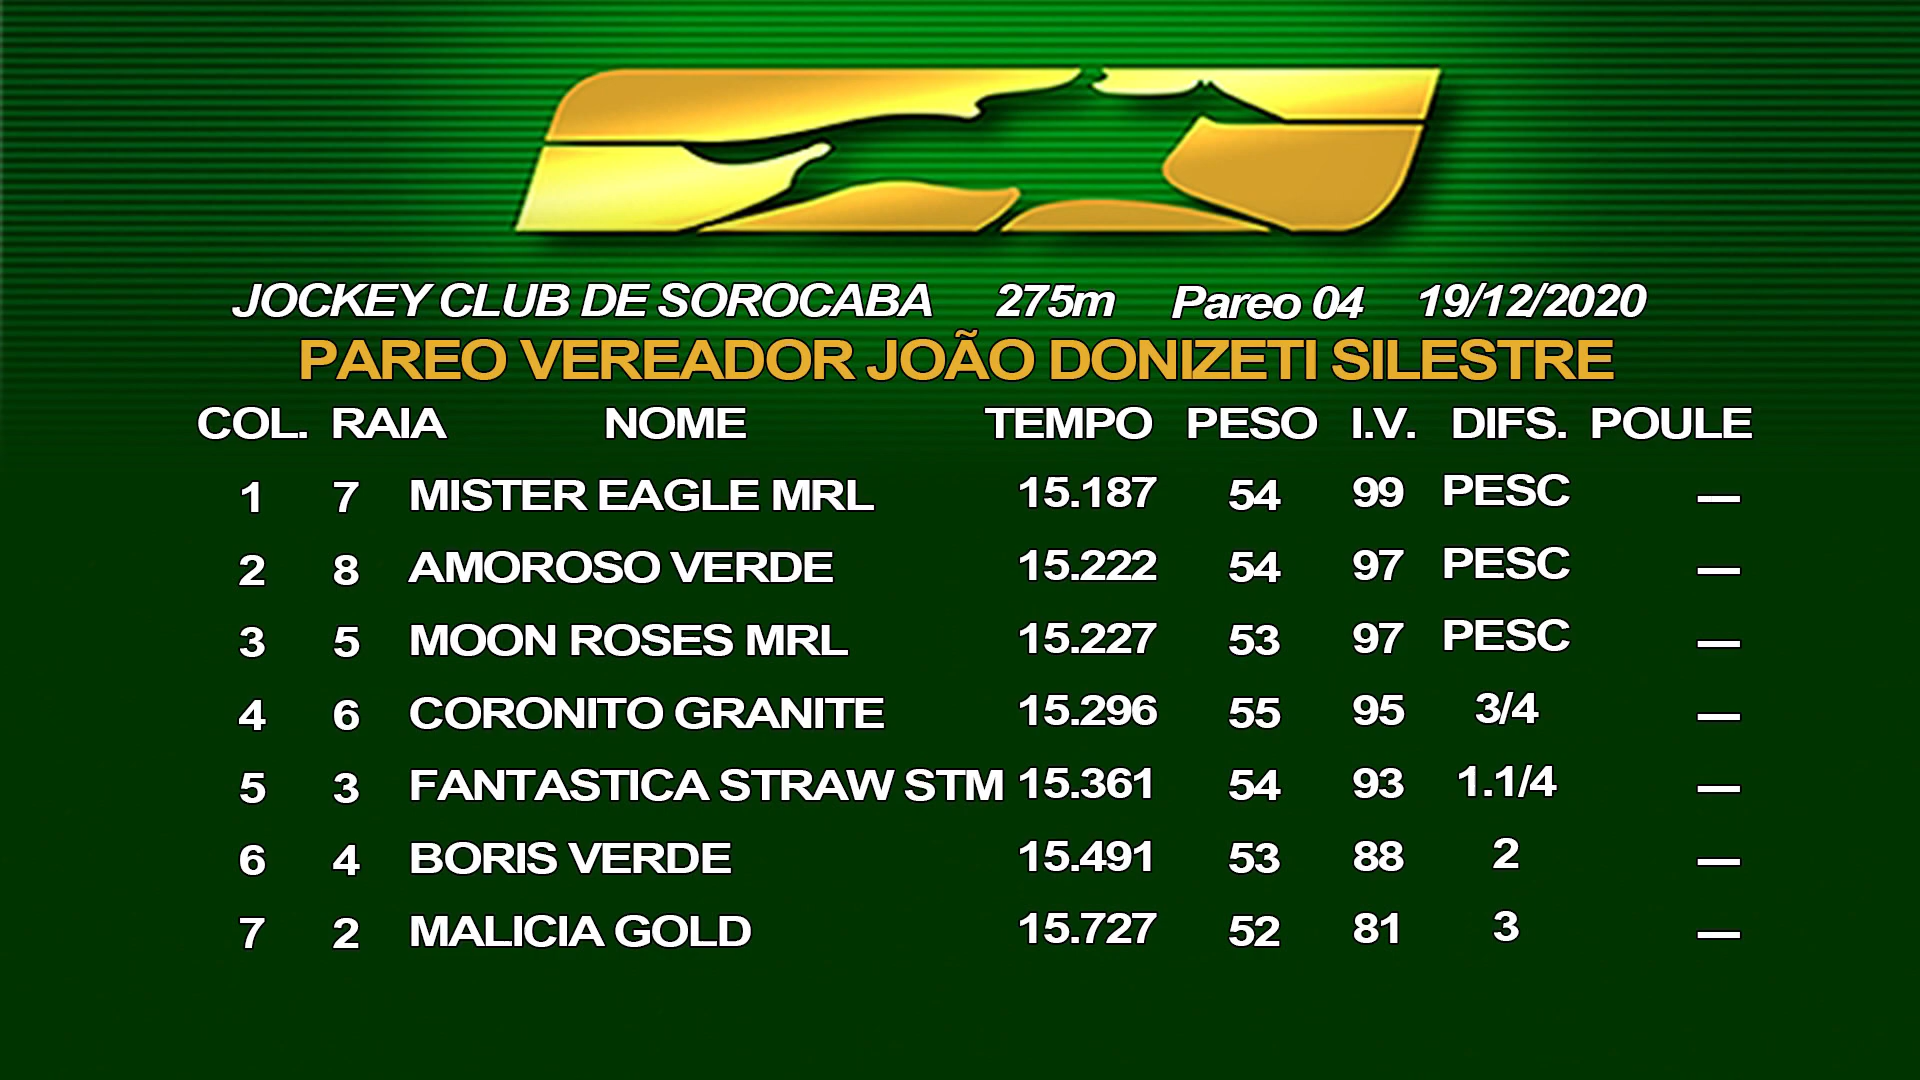 JOCKEY CLUB DE SOROCABA 275m Pareo 04 19/12/2020
PAREO VEREADOR JOÃO DONIZETI SILESTRE
COL. RAIA NOME TEMPO PESO I.V. DIFS. POULE
1 7 MISTER EAGLE MRL 15.187 54 99 PESC —
2 8 AMOROSO VERDE 15.222 54 97 PESC —
3 5 MOON ROSES MRL 15.227 53 97 PESC —
4 6 CORONITO GRANITE 15.296 55 95 3/4 —
5 3 FANTASTICA STRAW STM 15.361 54 93 1.1/4 —
6 4 BORIS VERDE 15.491 53 88 2 —
7 2 MALICIA GOLD 15.727 52 81 3 —